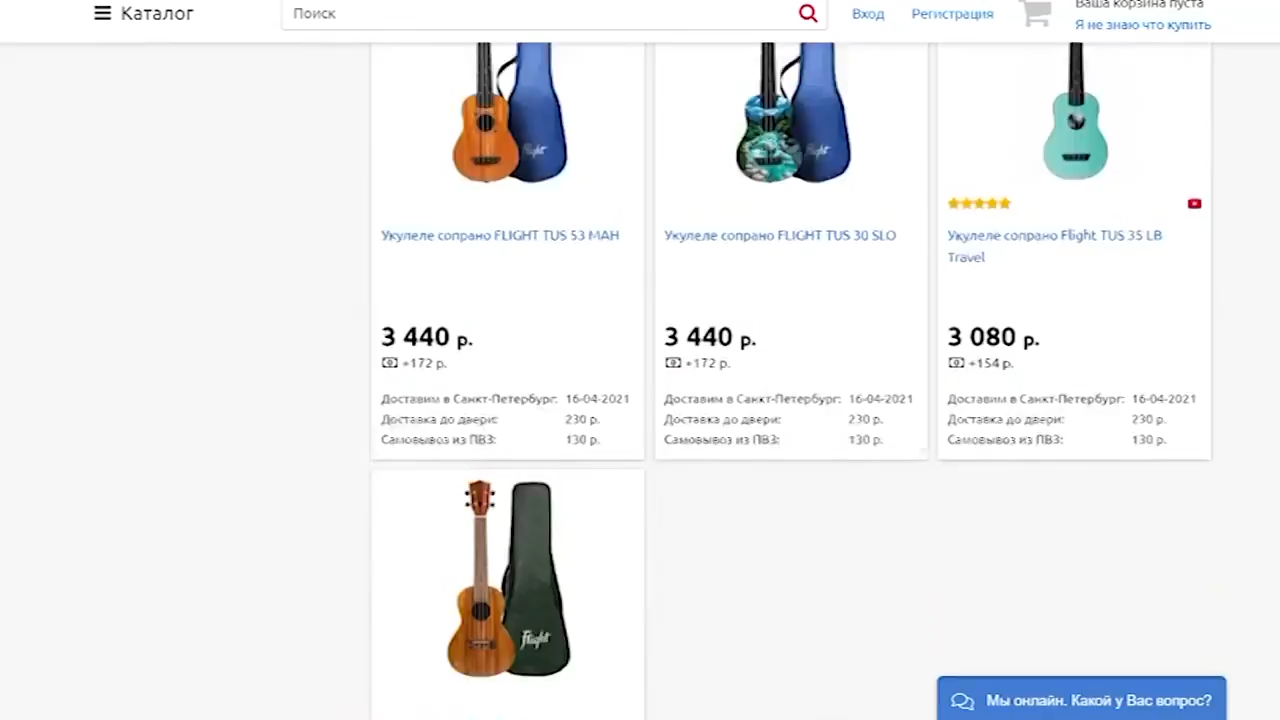 Каталог
Поиск
Вход
Регистрация
Ваша корзина пуста
Я не знаю что купить
Flight
Flight
Укулеле сопрано FLIGHT TUS 53 MAH
3 440 р.
+172 р.
Доставим в Санкт-Петербург: 16-04-2021
Доставка до двери: 230 р.
Самовывоз из ПВЗ: 130 р.
Укулеле сопрано FLIGHT TUS 30 SLO
3 440 р.
+172 р.
Доставим в Санкт-Петербург: 16-04-2021
Доставка до двери: 230 р.
Самовывоз из ПВЗ: 130 р.
Укулеле сопрано Flight TUS 35 LB
Travel
3 080 р.
+154 р.
Доставим в Санкт-Петербург: 16-04-2021
Доставка до двери: 230 р.
Самовывоз из ПВЗ: 130 р.
Flight
Мы онлайн. Какой у Вас вопрос?